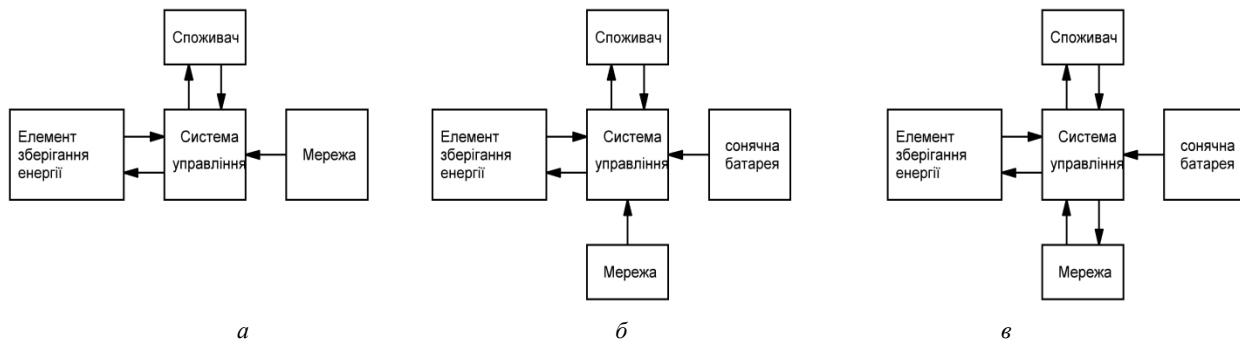 Споживач
Елемент
зберігання
енергії
Система
управління
Мережа
а
Споживач
Елемент
зберігання
енергії
Система
управління
сонячна
батарея
Мережа
б
Споживач
Елемент
зберігання
енергії
Система
управління
сонячна
батарея
Мережа
в